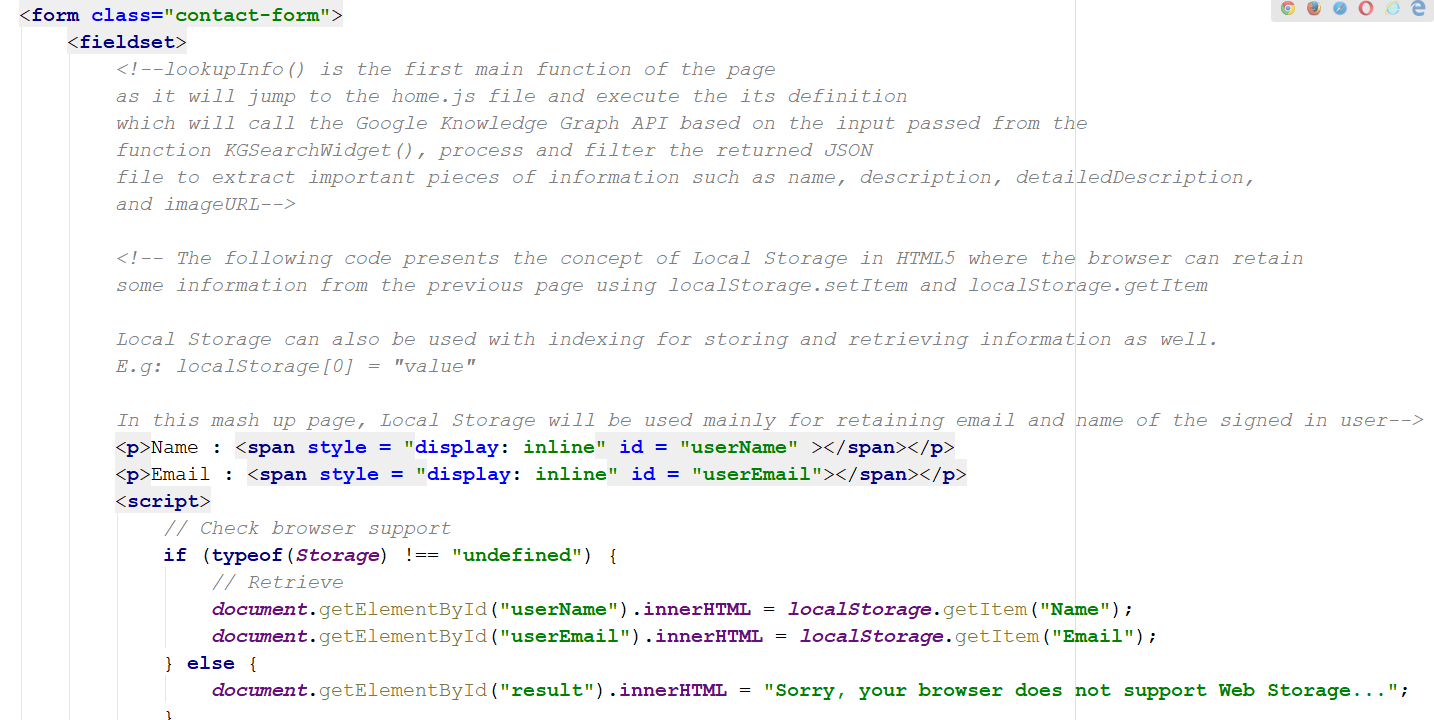 <form class="contact-form">
<fieldset>
<!--lookupInfo() is the first main function of the page
as it will jump to the home.js file and execute the its definition
which will call the Google Knowledge Graph API based on the input passed from the
function KGSearchWidget(), process and filter the returned JSON
file to extract important pieces of information such as name, description, detailedDescription,
and imageURL-->
<!-- The following code presents the concept of Local Storage in HTML5 where the browser can retain
some information from the previous page using localStorage.setItem and localStorage.getItem
Local Storage can also be used with indexing for storing and retrieving information as well.
E.g: localStorage[0] = "value"
In this mash up page, Local Storage will be used mainly for retaining email and name of the signed in user-->
<p>Name : <span style = "display: inline" id = "userName" ></span></p>
<p>Email : <span style = "display: inline" id = "userEmail"></span></p>
<script>
// Check browser support
if (typeof(Storage) !== "undefined") {
// Retrieve
document.getElementById("userName").innerHTML = localStorage.getItem("Name");
document.getElementById("userEmail").innerHTML = localStorage.getItem("Email");
} else {
document.getElementById("result").innerHTML = "Sorry, your browser does not support Web Storage...";
}